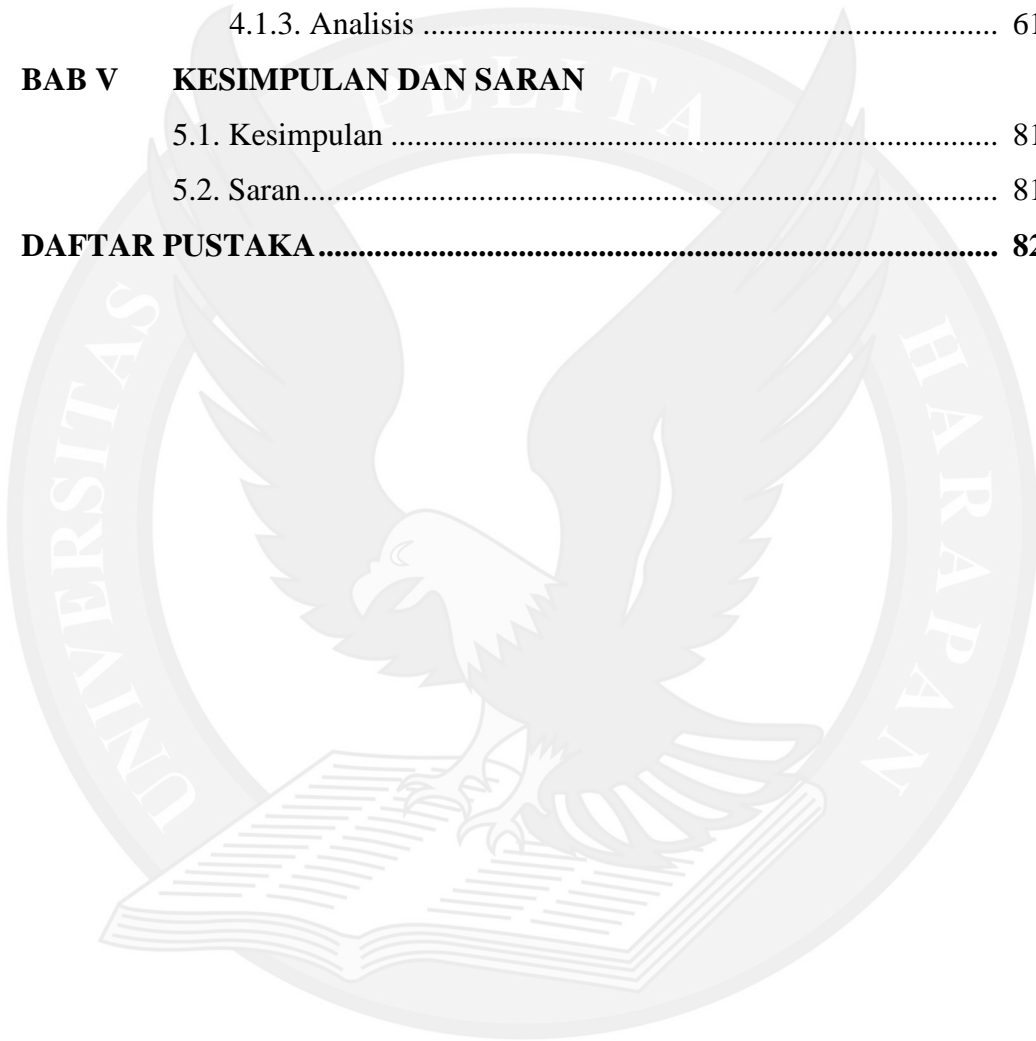 4.1.3. Analisis ........................................................................ 61
BAB V KESIMPULAN DAN SARAN
5.1. Kesimpulan ............................................................................ 81
5.2. Saran....................................................................................... 81
DAFTAR PUSTAKA..................................................................................... 82
UNIVERSITAS PELITA HARAPAN